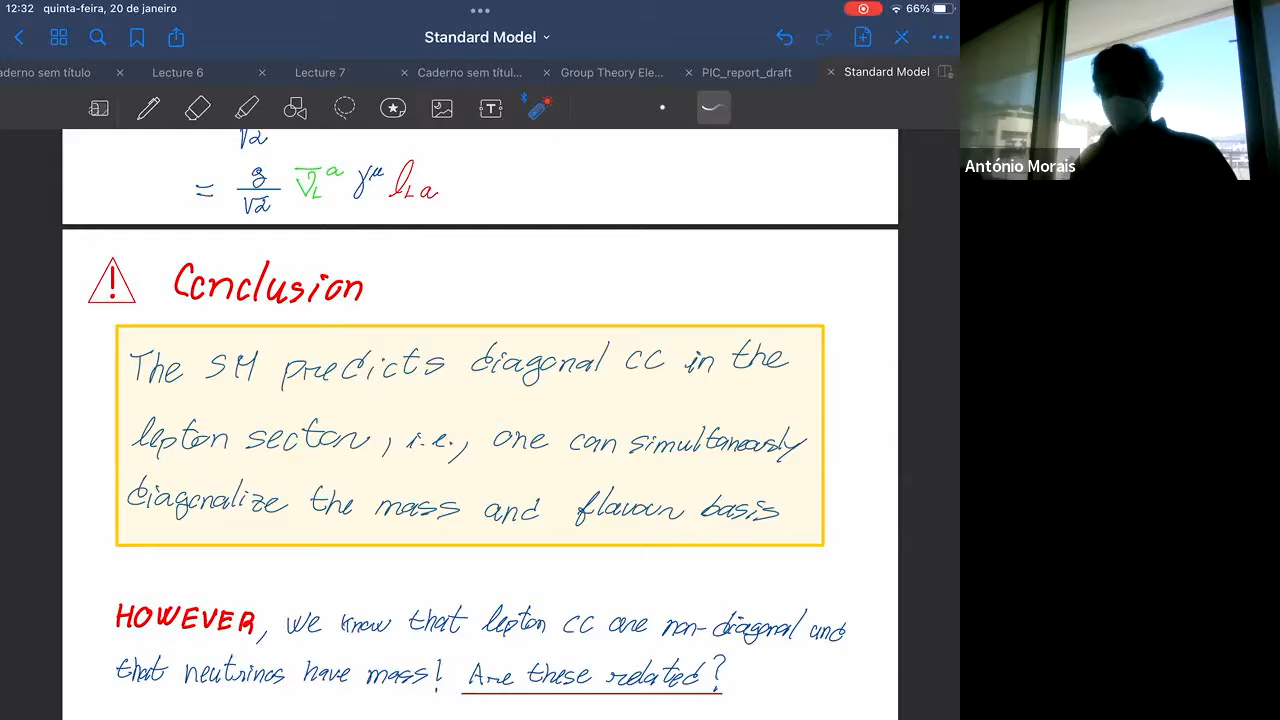 12:32 quinta-feira, 20 de janeiro
66%
Standard Model
aderno sem título
Lecture 6
Lecture 7
Caderno sem títul...
Group Theory Ele...
PIC_report_draft
Standard Model
√2
= g/√2 ν̄_L^a γ^μ l_{L a}
Conclusion
The SM predicts diagonal CC in the
lepton sector, i.e., one can simultaneously
diagonalize the mass and flavour basis
HOWEVER, we know that lepton CC are non-diagonal and
that neutrinos have mass! Are these related?
António Morais